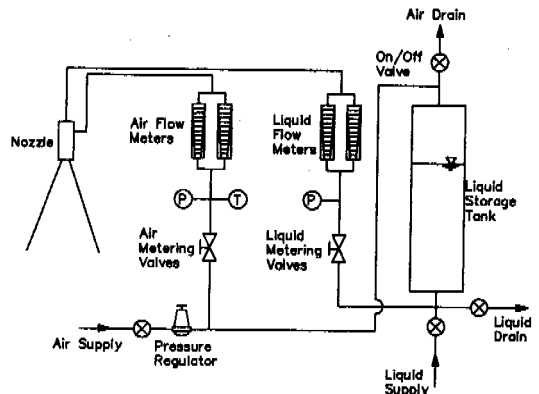 Air Drain
On/Off
Valve
Air Flow
Meters
Liquid
Flow
Meters
Nozzle
Liquid
Storage
Tank
P
T
P
Air
Metering
Valves
Liquid
Metering
Valves
Air Supply
Pressure
Regulator
Liquid
Drain
Liquid
Supply